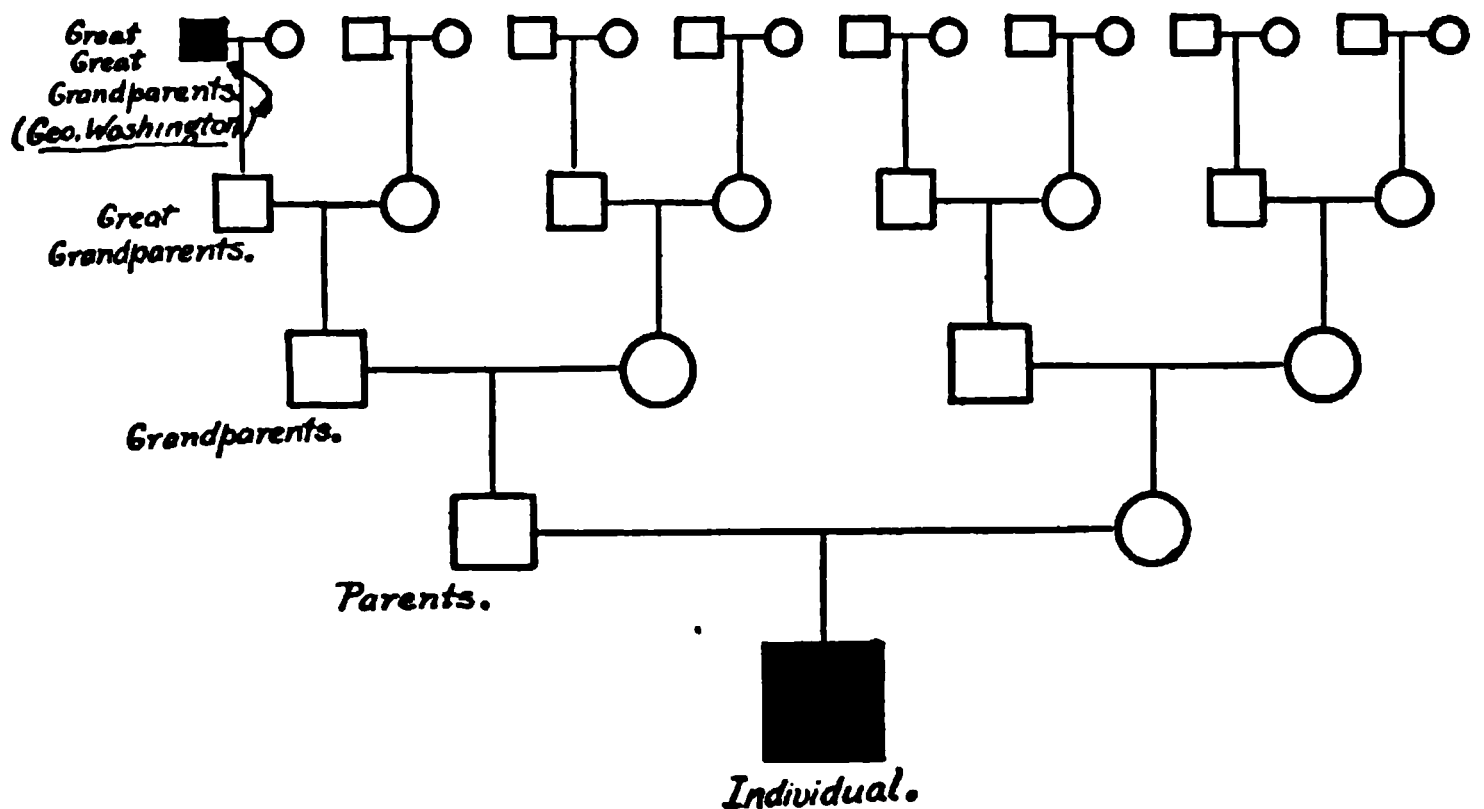 Great
Great
Grandparents.
(Geo. Washington)
Great
Grandparents.
Grandparents.
Parents.
Individual.